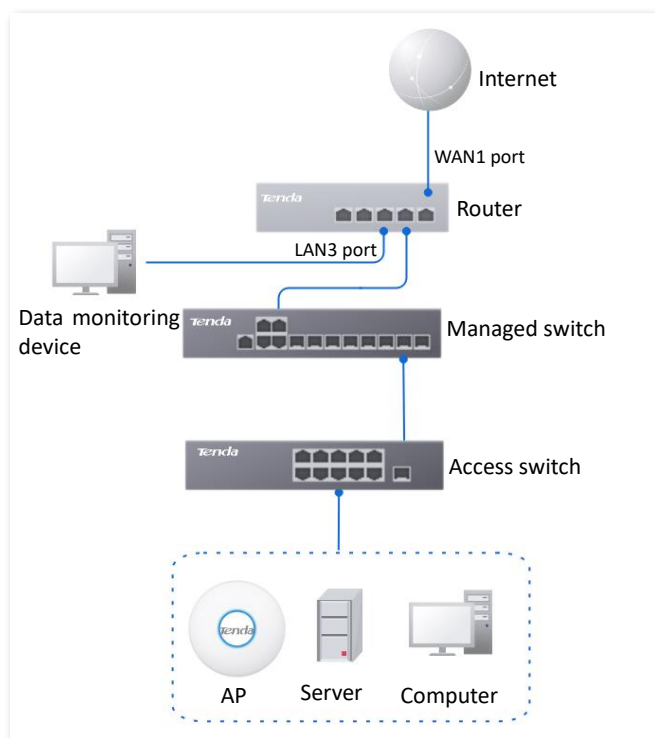 Internet
WAN1 port
Tenda
Router
LAN3 port
Data monitoring
device
Tenda
Managed switch
Tenda
Access switch
Tenda
AP
Server
Computer